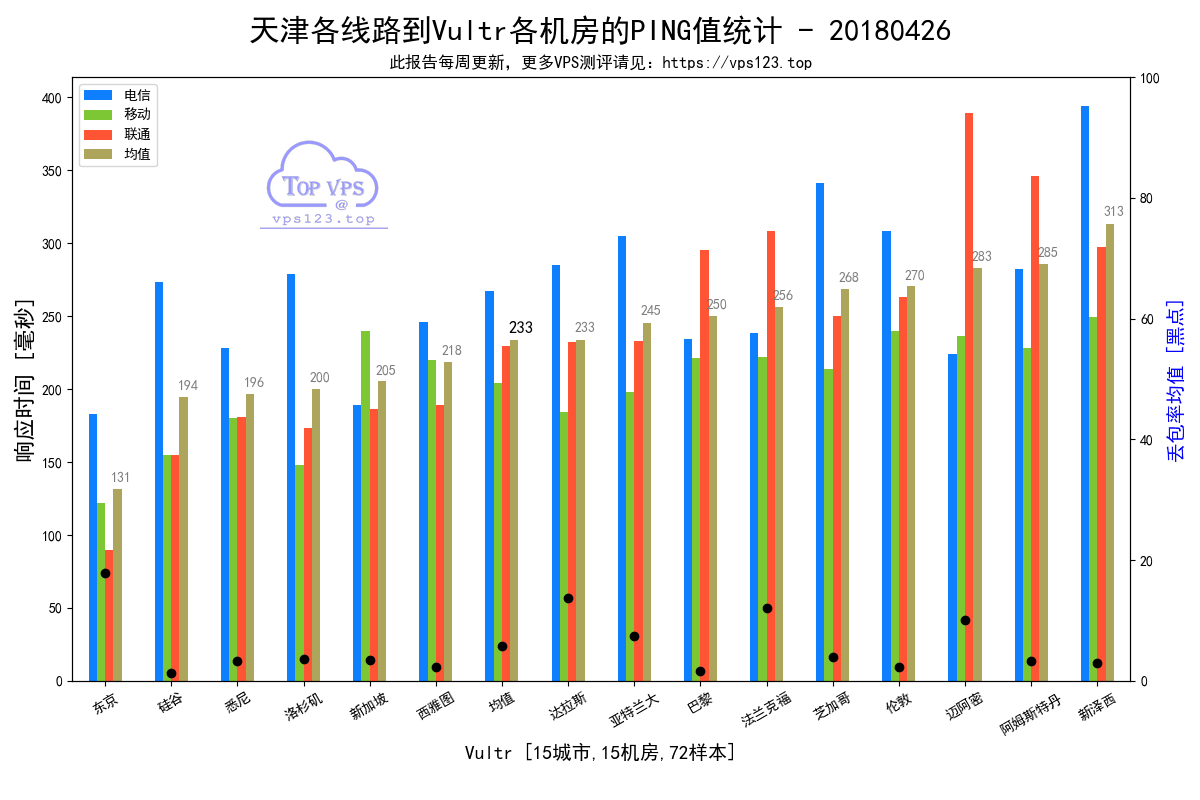 天津各线路到Vultr各机房的PING值统计 - 20180426
此报告每周更新，更多VPS测评请见：https://vps123.top
电信
移动
联通
均值
TOP VPS
@
vps123.top
响应时间 [毫秒]
400
350
300
250
200
150
100
50
0
131
194
196
200
205
218
233
233
245
250
256
268
270
283
285
313
100
80
60
40
20
0
丢包率均值 [黑点]
东京
硅谷
悉尼
洛杉矶
新加坡
西雅图
均值
达拉斯
亚特兰大
巴黎
法兰克福
芝加哥
伦敦
迈阿密
阿姆斯特丹
新泽西
Vultr [15城市,15机房,72样本]